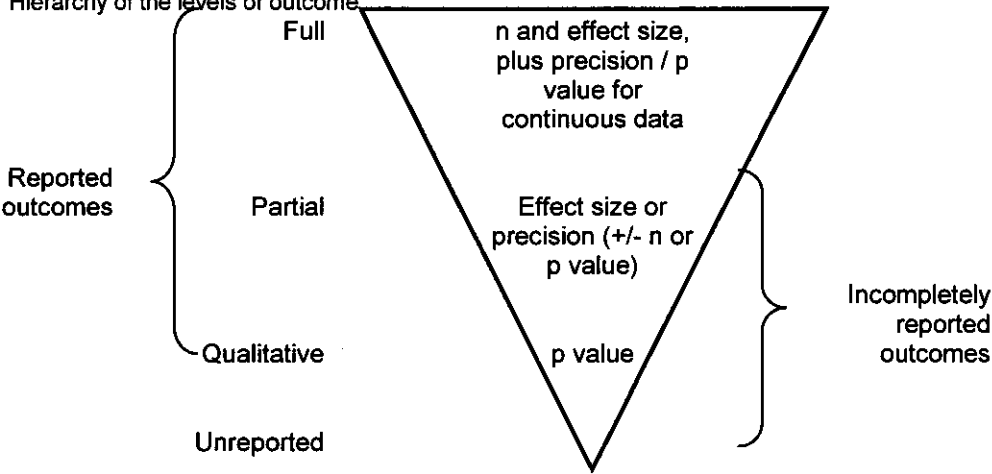 Hierarchy of the levels of outcome
Full
n and effect size,
plus precision / p
value for
continuous data
Reported
outcomes
Partial
Effect size or
precision (+/- n or
p value)
Incompletely
reported
outcomes
Qualitative
p value
Unreported